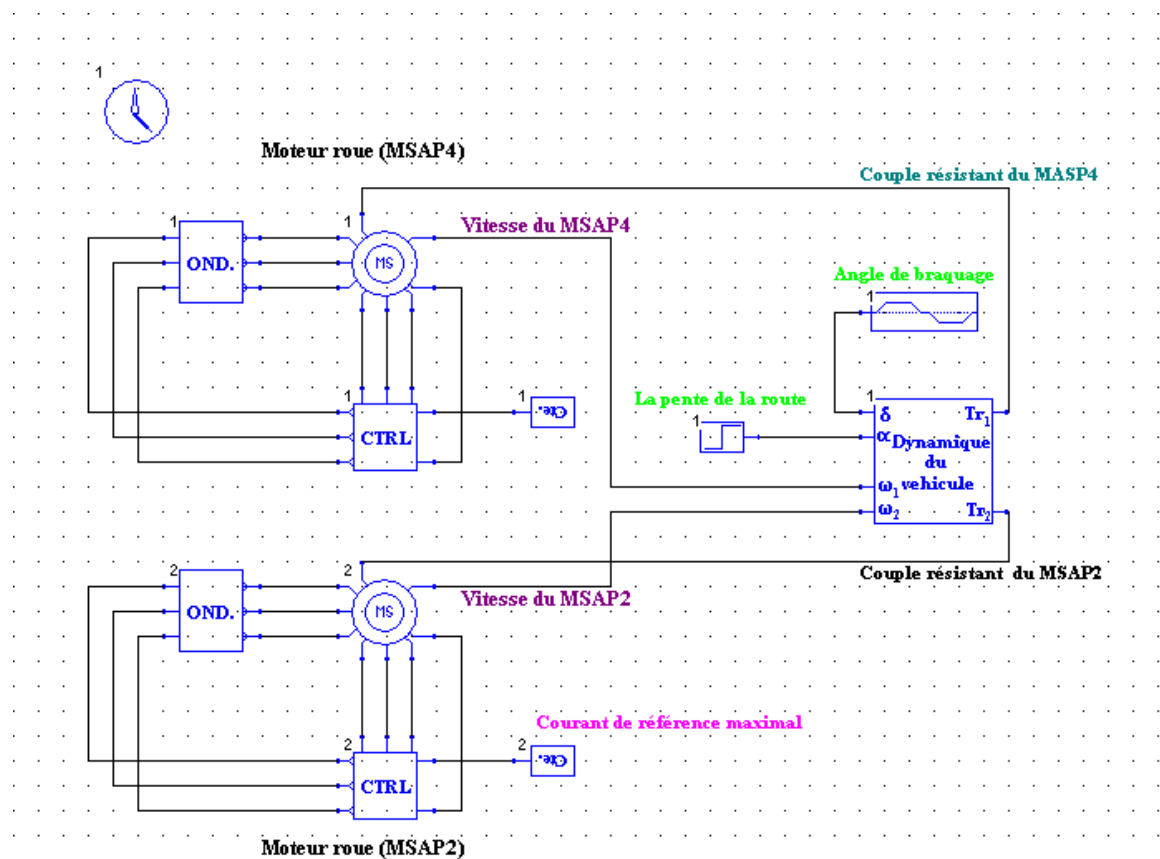 1
Moteur roue (MSAP4)
Couple résistant du MASP4
1
OND.
1
MS
Vitesse du MSAP4
Angle de braquage
1
1
CTRL
1
Cte.
La pente de la route
1
1
δ
Tr1
α
Dynamique
du
vehicule
ω1
ω2
Tr2
2
OND.
2
MS
Vitesse du MSAP2
Couple résistant du MSAP2
Courant de référence maximal
2
CTRL
2
Cte.
Moteur roue (MSAP2)